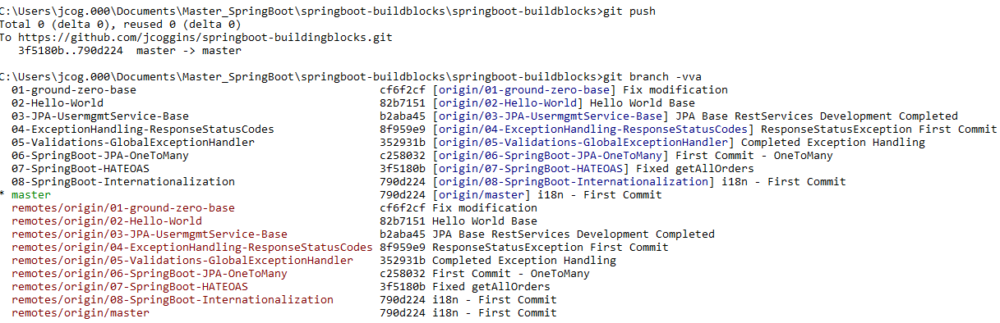 C:\Users\jcog.000\Documents\Master_SpringBoot\springboot-buildblocks\springboot-buildblocks>git push
Total 0 (delta 0), reused 0 (delta 0)
To https://github.com/jcoggins/springboot-buildingblocks.git
   3f5180b..790d224  master -> master

C:\Users\jcog.000\Documents\Master_SpringBoot\springboot-buildblocks\springboot-buildblocks>git branch -vva
  01-ground-zero-base                                     cf6f2cf [origin/01-ground-zero-base] Fix modification
  02-Hello-World                                          82b7151 [origin/02-Hello-World] Hello World Base
  03-JPA-UsermgmtService-Base                             b2aba45 [origin/03-JPA-UsermgmtService-Base] JPA Base RestServices Development Completed
  04-ExceptionHandling-ResponseStatusCodes                8f959e9 [origin/04-ExceptionHandling-ResponseStatusCodes] ResponseStatusException First Commit
  05-Validations-GlobalExceptionHandler                   352931b [origin/05-Validations-GlobalExceptionHandler] Completed Exception Handling
  06-SpringBoot-JPA-OneToMany                             c258032 [origin/06-SpringBoot-JPA-OneToMany] First Commit - OneToMany
  07-SpringBoot-HATEOAS                                   3f5180b [origin/07-SpringBoot-HATEOAS] Fixed getAllOrders
  08-SpringBoot-Internationalization                      790d224 [origin/08-SpringBoot-Internationalization] i18n - First Commit
* master                                                  790d224 [origin/master] i18n - First Commit
  remotes/origin/01-ground-zero-base                      cf6f2cf Fix modification
  remotes/origin/02-Hello-World                           82b7151 Hello World Base
  remotes/origin/03-JPA-UsermgmtService-Base              b2aba45 JPA Base RestServices Development Completed
  remotes/origin/04-ExceptionHandling-ResponseStatusCodes 8f959e9 ResponseStatusException First Commit
  remotes/origin/05-Validations-GlobalExceptionHandler    352931b Completed Exception Handling
  remotes/origin/06-SpringBoot-JPA-OneToMany              c258032 First Commit - OneToMany
  remotes/origin/07-SpringBoot-HATEOAS                    3f5180b Fixed getAllOrders
  remotes/origin/08-SpringBoot-Internationalization       790d224 i18n - First Commit
  remotes/origin/master                                   790d224 i18n - First Commit